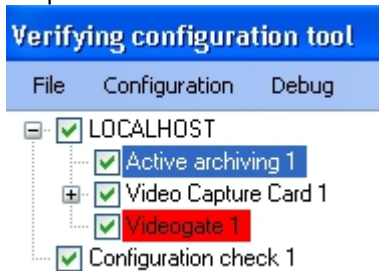 Verifying configuration tool
File Configuration Debug
LOCALHOST
Active archiving 1
Video Capture Card 1
Videogate 1
Configuration check 1